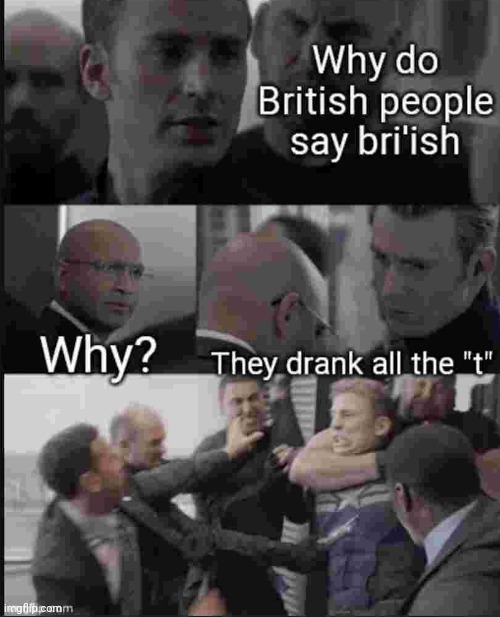 Why do
British people
say bri'ish
Why?
They drank all the "t"
imgflip.com